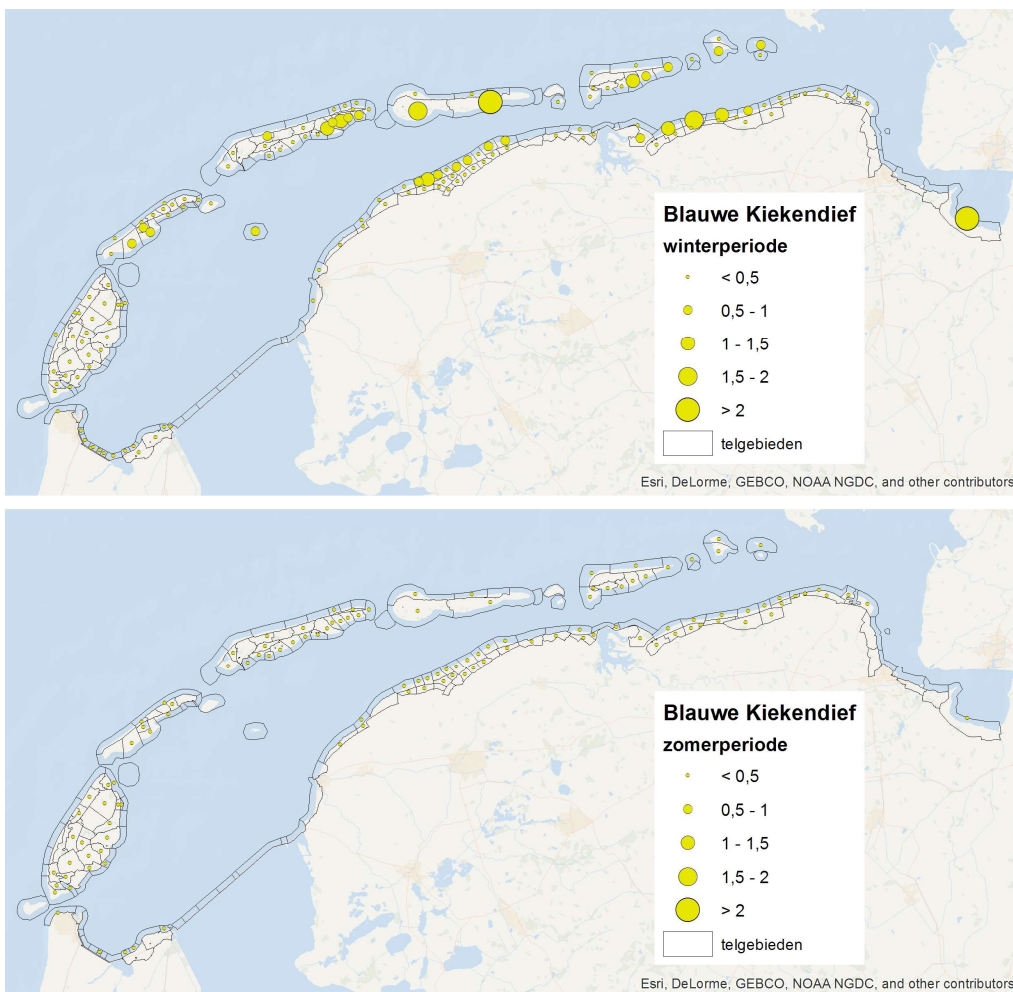 Blauwe Kiekendief
winterperiode
< 0,5
0,5 - 1
1 - 1,5
1,5 - 2
> 2
telgebieden
Esri, DeLorme, GEBCO, NOAA NGDC, and other contributors
Blauwe Kiekendief
zomerperiode
< 0,5
0,5 - 1
1 - 1,5
1,5 - 2
> 2
telgebieden
Esri, DeLorme, GEBCO, NOAA NGDC, and other contributors